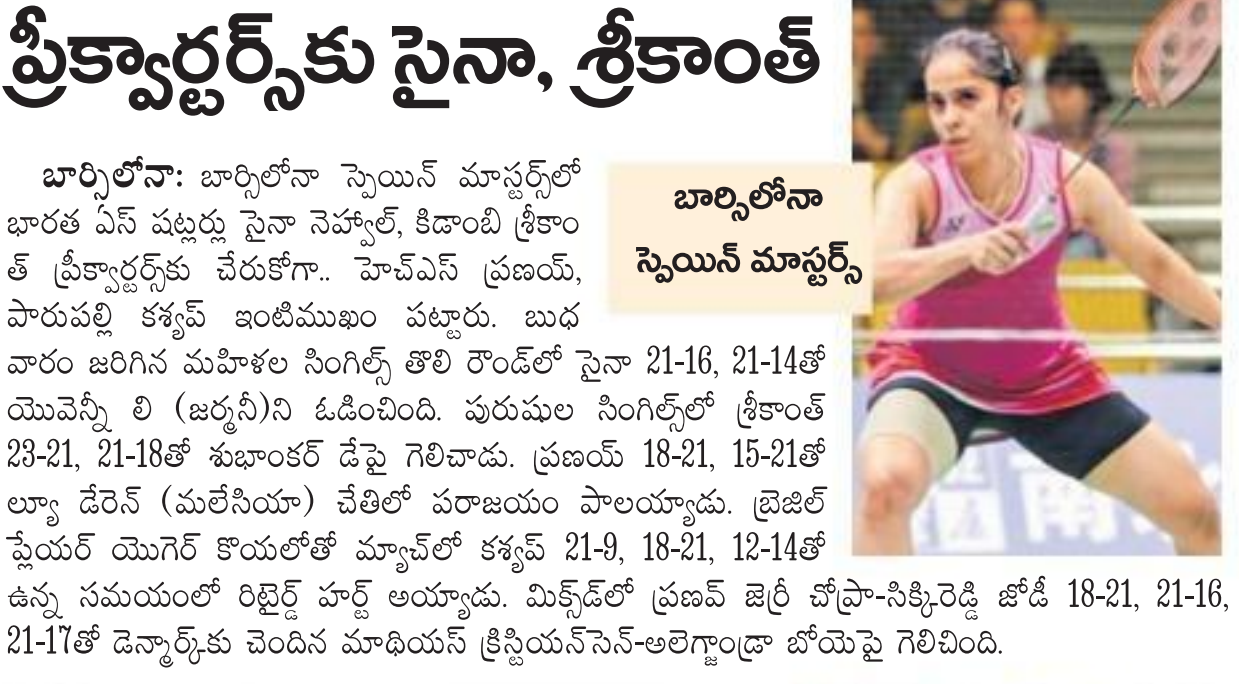 ప్రీక్వార్టర్స్‌కు సైనా, శ్రీకాంత్
బార్సిలోనా: బార్సిలోనా స్పెయిన్ మాస్టర్స్‌లో
భారత ఏస్ షట్లర్లు సైనా నెహ్వాల్, కిడాంబి శ్రీకాం
త్ ప్రీక్వార్టర్స్‌కు చేరుకోగా.. హెచ్‌ఎస్ ప్రణయ్,
పారుపల్లి కశ్యప్ ఇంటిముఖం పట్టారు. బుధ
వారం జరిగిన మహిళల సింగిల్స్ తొలి రౌండ్‌లో సైనా 21-16, 21-14తో
యొవెన్నీ లి (జర్మనీ)ని ఓడించింది. పురుషుల సింగిల్స్‌లో శ్రీకాంత్
23-21, 21-18తో శుభాంకర్ డేపై గెలిచాడు. ప్రణయ్ 18-21, 15-21తో
ల్యూ డేరెన్ (మలేసియా) చేతిలో పరాజయం పాలయ్యాడు. బ్రెజిల్
ప్లేయర్ యొగెర్ కొయలోతో మ్యాచ్‌లో కశ్యప్ 21-9, 18-21, 12-14తో
ఉన్న సమయంలో రిటైర్డ్ హర్ట్ అయ్యాడు. మిక్స్‌డ్‌లో ప్రణవ్ జెర్రీ చోప్రా-సిక్కిరెడ్డి జోడీ 18-21, 21-16,
21-17తో డెన్మార్క్‌కు చెందిన మాథియస్ క్రిస్టియన్‌సెన్-అలెగ్జాండ్రా బోయెపై గెలిచింది.
బార్సిలోనా
స్పెయిన్ మాస్టర్స్